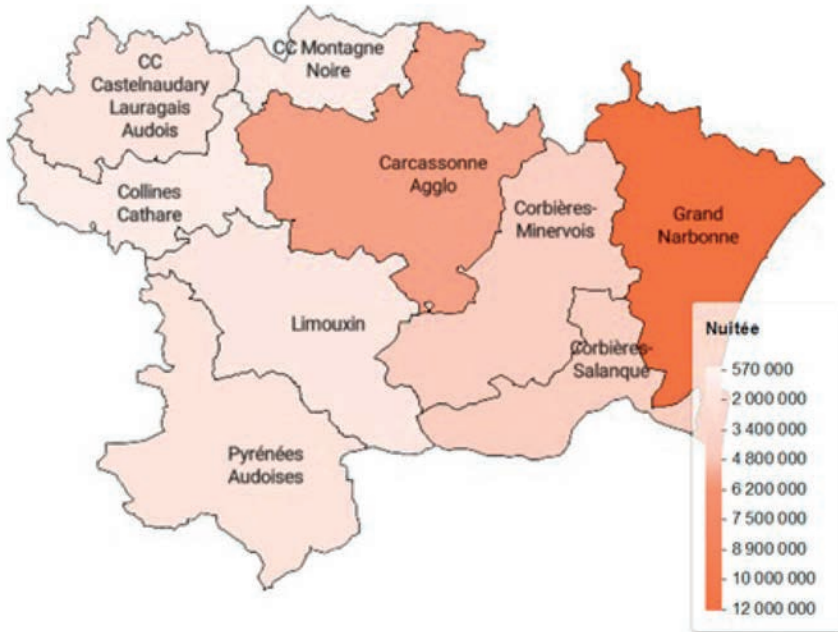 CC Montagne
Noire
CC
Castelnaudary
Lauragais
Audois
Carcassonne
Agglo
Collines
Cathare
Corbières-
Minervois
Grand
Narbonne
Limouxin
Corbières-
Salanque
Pyrénées
Audoises
Nuitée
570 000
2 000 000
3 400 000
4 800 000
6 200 000
7 500 000
8 900 000
10 000 000
12 000 000